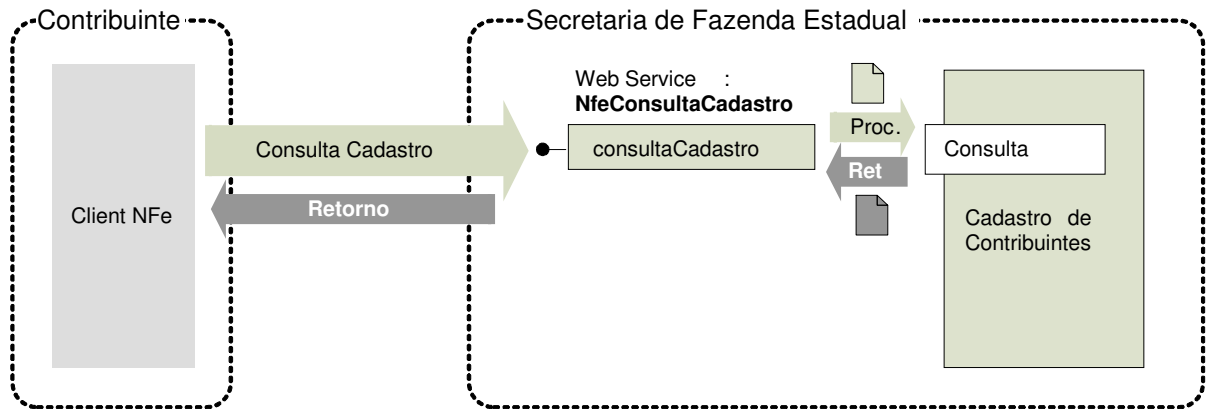 Contribuinte
Secretaria de Fazenda Estadual
Client NFe
Consulta Cadastro
Retorno
Web Service :
NfeConsultaCadastro
consultaCadastro
Proc.
Ret
Consulta
Cadastro de
Contribuintes